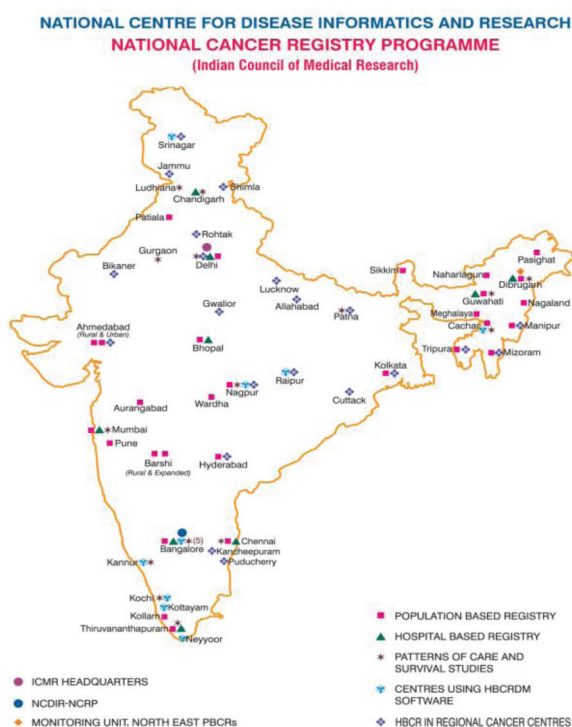 NATIONAL CENTRE FOR DISEASE INFORMATICS AND RESEARCH
NATIONAL CANCER REGISTRY PROGRAMME
(Indian Council of Medical Research)
Srinagar
Jammu
Ludhiana
Shimla
Chandigarh
Patiala
Rohtak
Gurgaon
Delhi
Bikaner
Lucknow
Allahabad
Gwalior
Patna
Sikkim
Pasighat
Naharlagun
Dibrugarh
Guwahati
Nagaland
Meghalaya
Cachar
Manipur
Tripura
Mizoram
Ahmedabad
(Rural & Urban)
Bhopal
Kolkata
Raipur
Nagpur
Cuttack
Wardha
Aurangabad
Mumbai
Pune
Barshi
(Rural & Expanded)
Hyderabad
(5)
Chennai
Bangalore
Kancheepuram
Kannur
Puducherry
Kochi
Kottayam
Kollam
Thiruvananthapuram
Neyyoor
POPULATION BASED REGISTRY
HOSPITAL BASED REGISTRY
PATTERNS OF CARE AND
SURVIVAL STUDIES
CENTRES USING HBCRDM
SOFTWARE
HBCR IN REGIONAL CANCER CENTRES
ICMR HEADQUARTERS
NCDIR-NCRP
MONITORING UNIT, NORTH EAST PBCRs